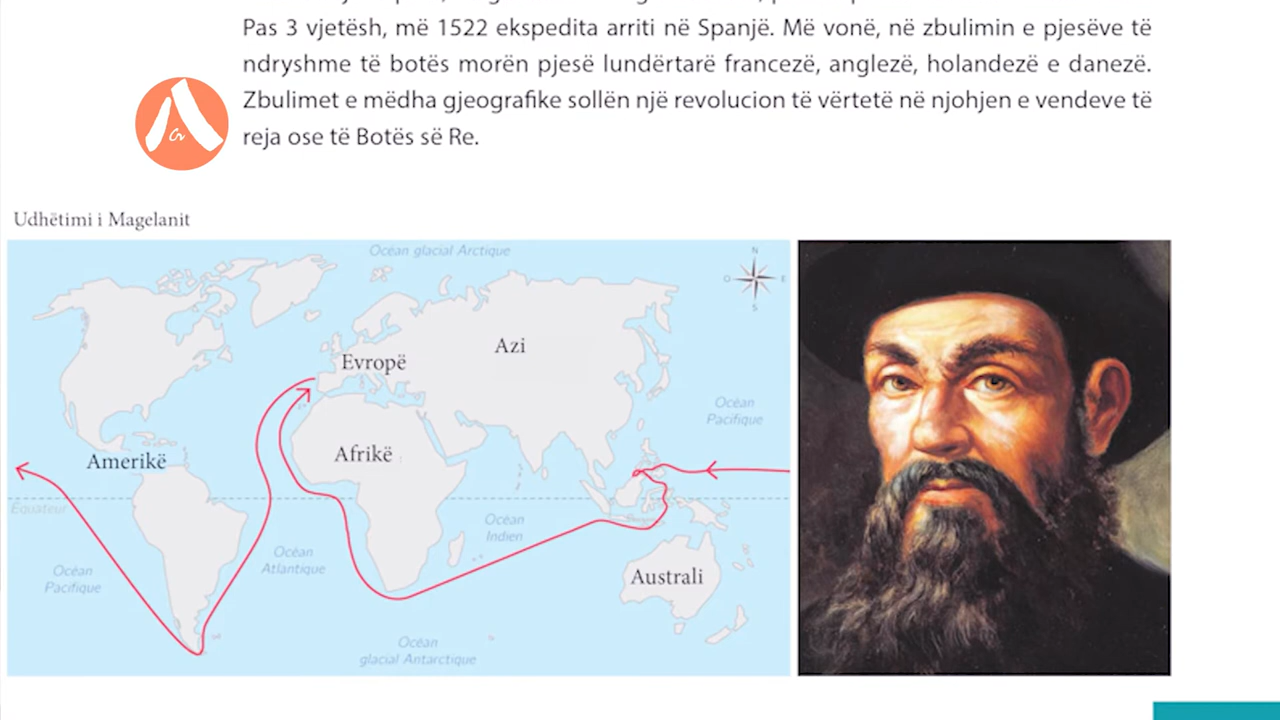 Pas 3 vjetësh, më 1522 ekspedita arriti në Spanjë. Më vonë, në zbulimin e pjesëve të
ndryshme të botës morën pjesë lundërtarë francezë, anglezë, holandezë e danezë.
Zbulimet e mëdha gjeografike sollën një revolucion të vërtetë në njohjen e vendeve të
reja ose të Botës së Re.
Udhëtimi i Magelanit
Océan glacial Arctique
N
O
E
S
Azi
Evropë
Océan
Pacifique
Afrikë
Amerikë
Équateur
Océan
Indien
Océan
Atlantique
Océan
Pacifique
Australi
Océan
glacial Antarctique